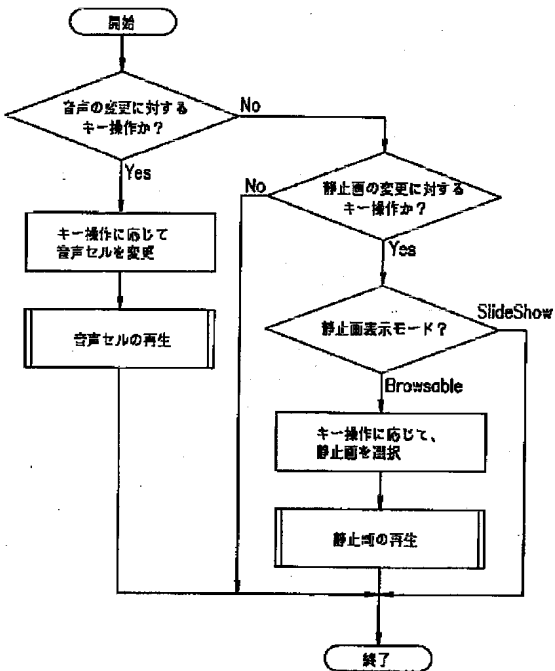 開始
音声の変更に対する
キー操作か？
No
Yes
キー操作に応じて
音声セルを変更
音声セルの再生
静止画の変更に対する
キー操作か？
No
Yes
静止画表示モード？
SlideShow
Browsable
キー操作に応じて、
静止画を選択
静止画の再生
終了